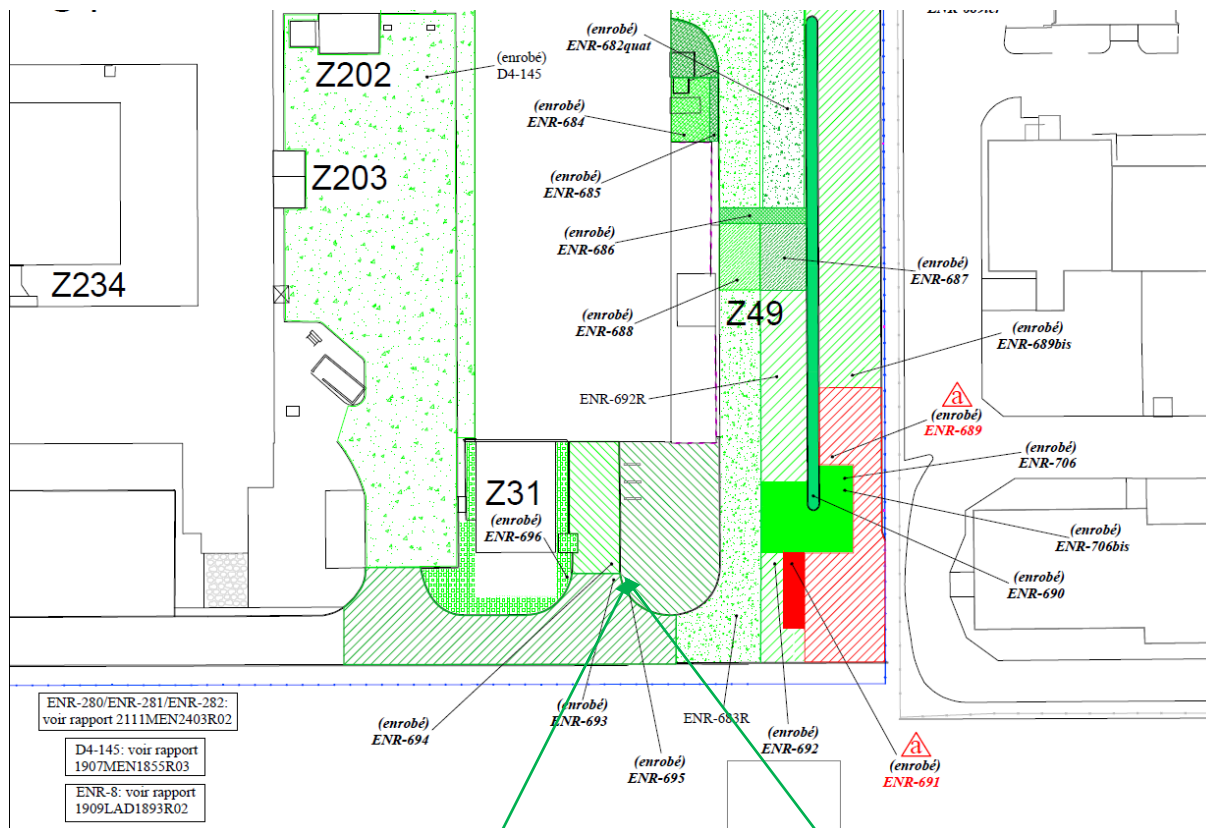 Z202
(enrobé)
D4-145
(enrobé)
ENR-682quat
(enrobé)
ENR-684
Z203
(enrobé)
ENR-685
(enrobé)
ENR-686
(enrobé)
ENR-687
Z234
(enrobé)
ENR-688
Z49
(enrobé)
ENR-689bis
ENR-692R
a
(enrobé)
ENR-689
(enrobé)
ENR-706
Z31
(enrobé)
ENR-696
(enrobé)
ENR-706bis
(enrobé)
ENR-690
ENR-280/ENR-281/ENR-282:
voir rapport 2111MEN2403R02
(enrobé)
ENR-694
(enrobé)
ENR-693
ENR-683R
(enrobé)
ENR-692
D4-145: voir rapport
1907MEN1855R03
(enrobé)
ENR-695
a
(enrobé)
ENR-691
ENR-8: voir rapport
1909LAD1893R02